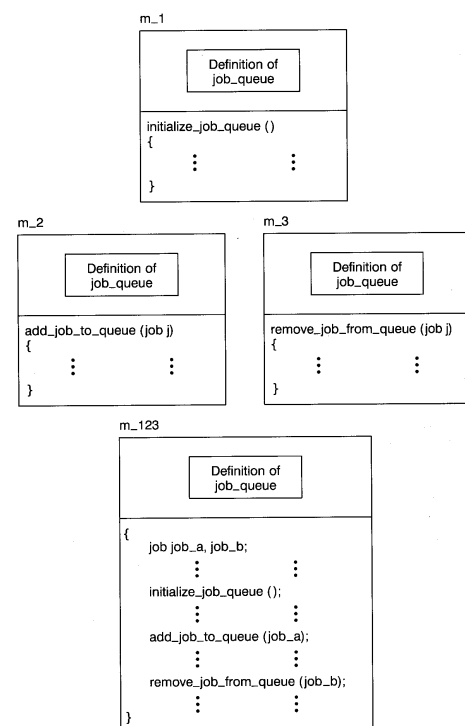 m_1
Definition of
job_queue
initialize_job_queue ()
{
}
m_2
Definition of
job_queue
add_job_to_queue (job j)
{
}
m_3
Definition of
job_queue
remove_job_from_queue (job j)
{
}
m_123
Definition of
job_queue
{
job job_a, job_b;
initialize_job_queue ();
add_job_to_queue (job_a);
remove_job_from_queue (job_b);
}